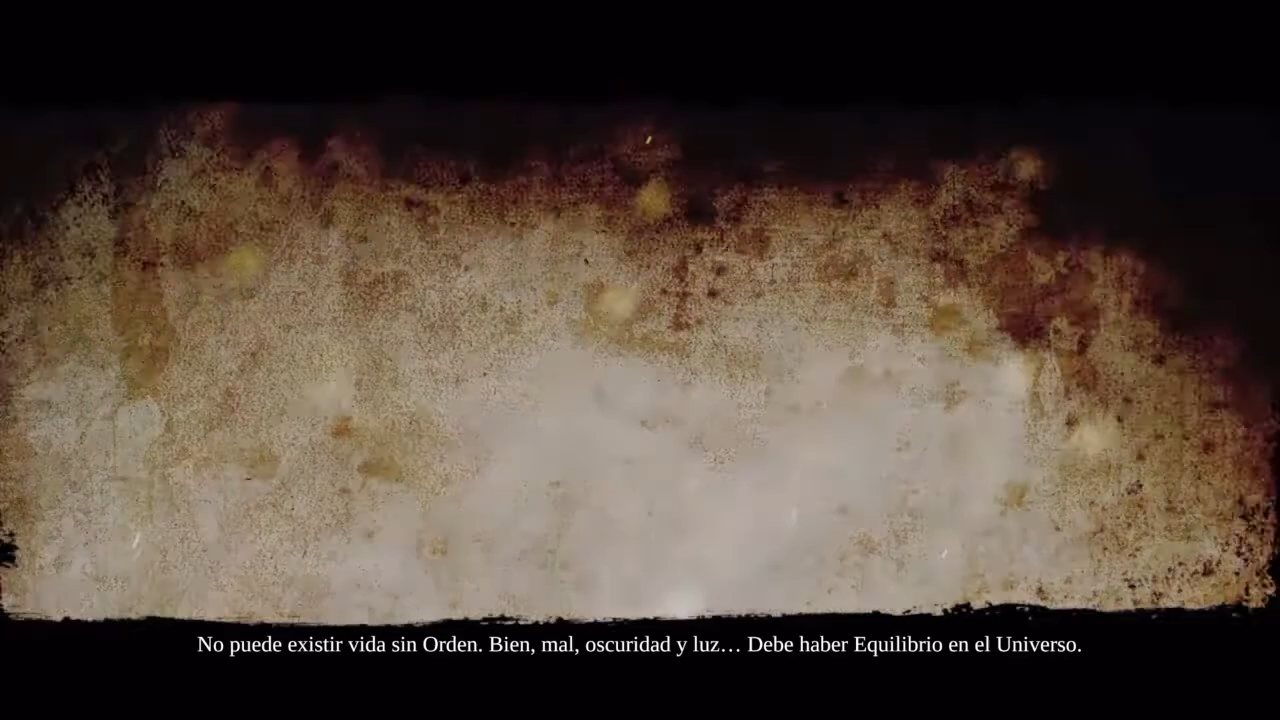 No puede existir vida sin Orden. Bien, mal, oscuridad y luz… Debe haber Equilibrio en el Universo.